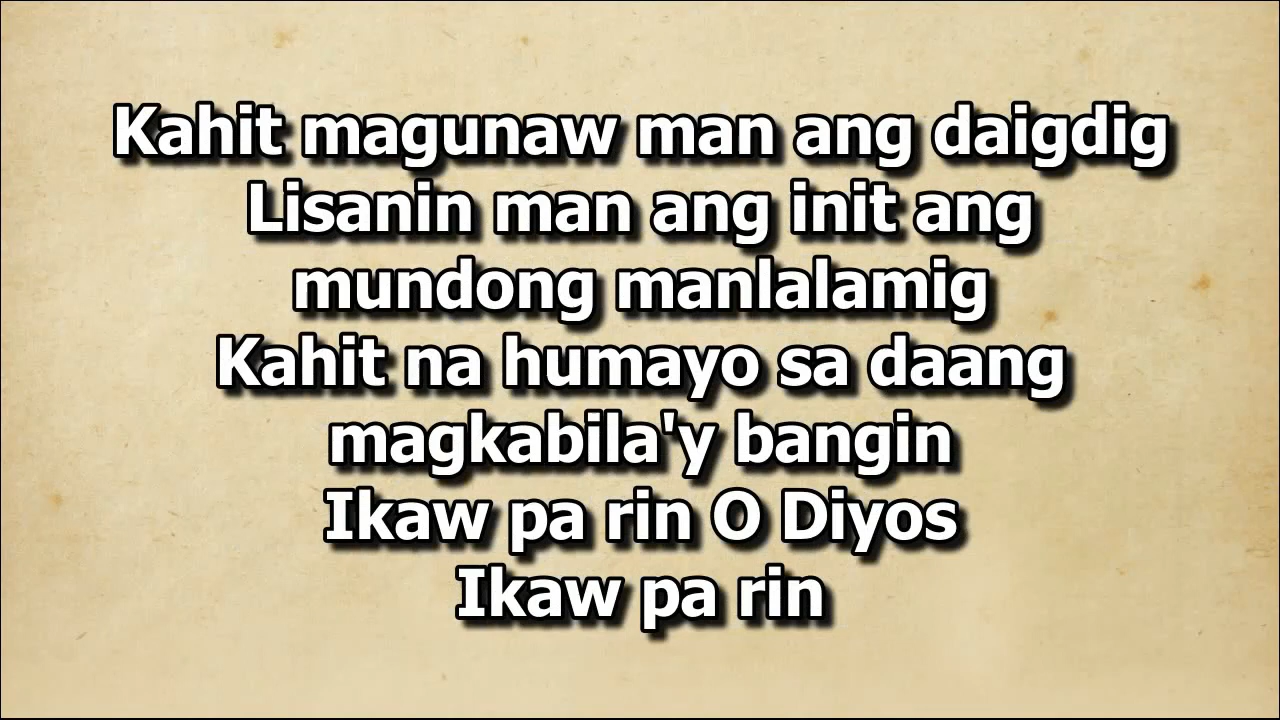 Kahit magunaw man ang daigdig
Lisanin man ang init ang
mundong manlalamig
Kahit na humayo sa daang
magkabila'y bangin
Ikaw pa rin O Diyos
Ikaw pa rin